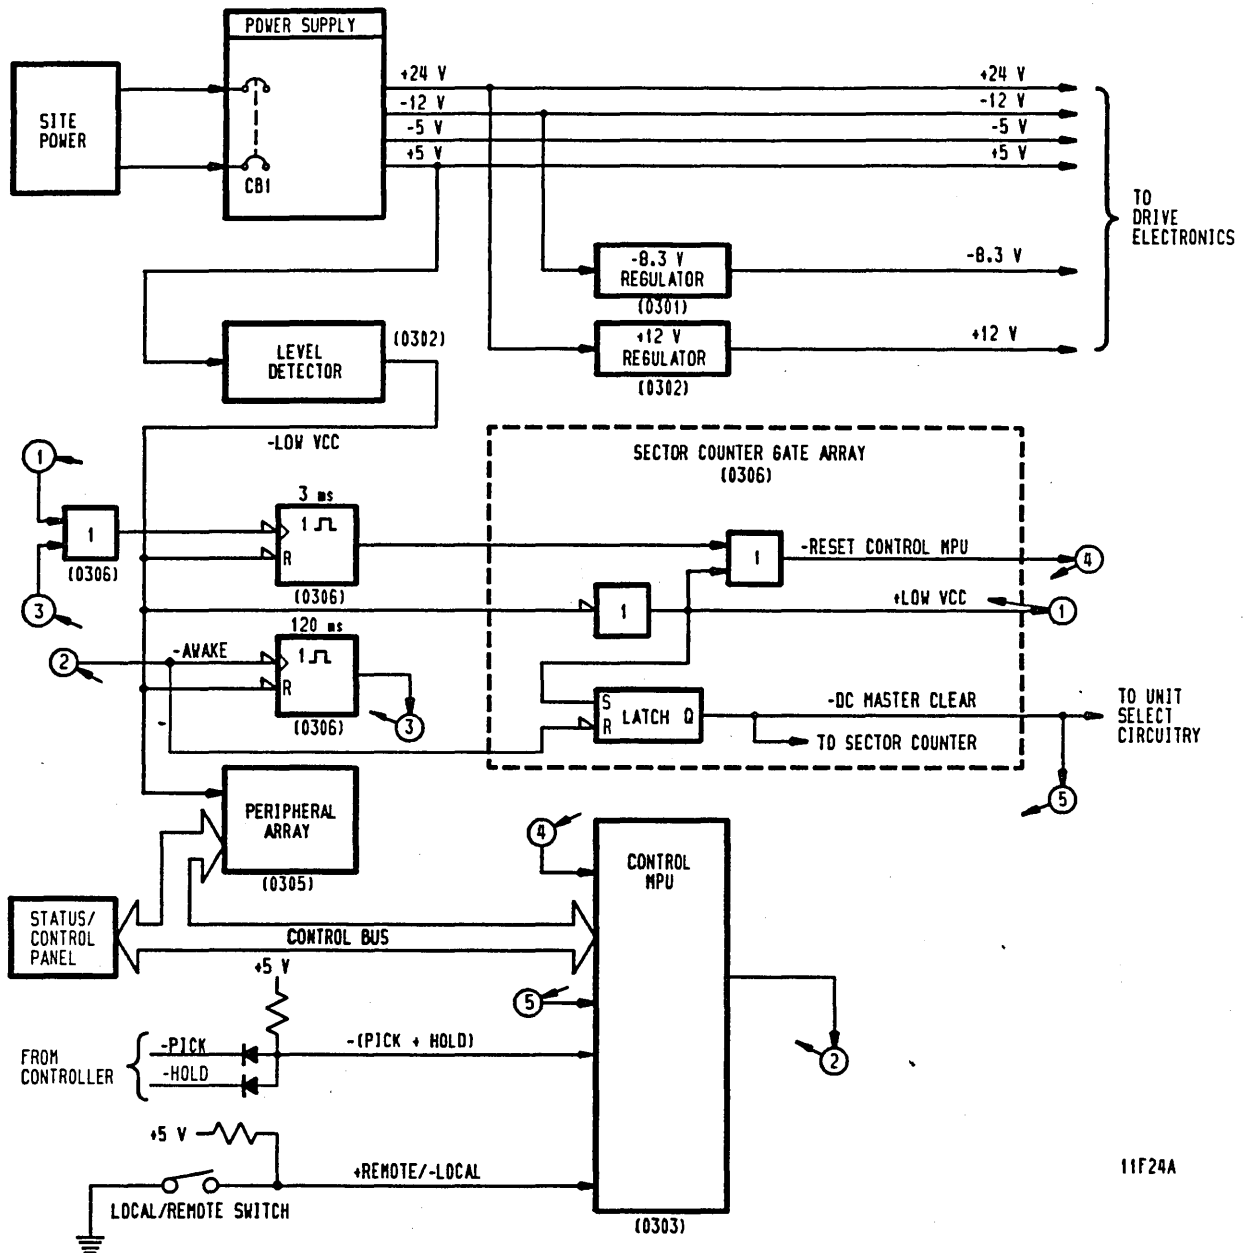 POWER SUPPLY
SITE
POWER
CB1
+24 V
-12 V
-5 V
+5 V
+24 V
-12 V
-5 V
+5 V
TO
DRIVE
ELECTRONICS
-8.3 V
REGULATOR
(0301)
-8.3 V
+12 V
REGULATOR
(0302)
+12 V
LEVEL
DETECTOR
(0302)
-LOW VCC
SECTOR COUNTER GATE ARRAY
(0306)
1
1
(0306)
3
3 ms
1
R
(0306)
1
-RESET CONTROL MPU
4
1
+LOW VCC
1
2
-AWAKE
120 ms
1
R
(0306)
3
S
R
LATCH Q
-DC MASTER CLEAR
TO SECTOR COUNTER
TO UNIT
SELECT
CIRCUITRY
5
PERIPHERAL
ARRAY
(0305)
4
CONTROL
MPU
STATUS/
CONTROL
PANEL
CONTROL BUS
+5 V
5
FROM
CONTROLLER
-PICK
-HOLD
-(PICK + HOLD)
2
+5 V
+REMOTE/-LOCAL
LOCAL/REMOTE SWITCH
(0303)
11F24A